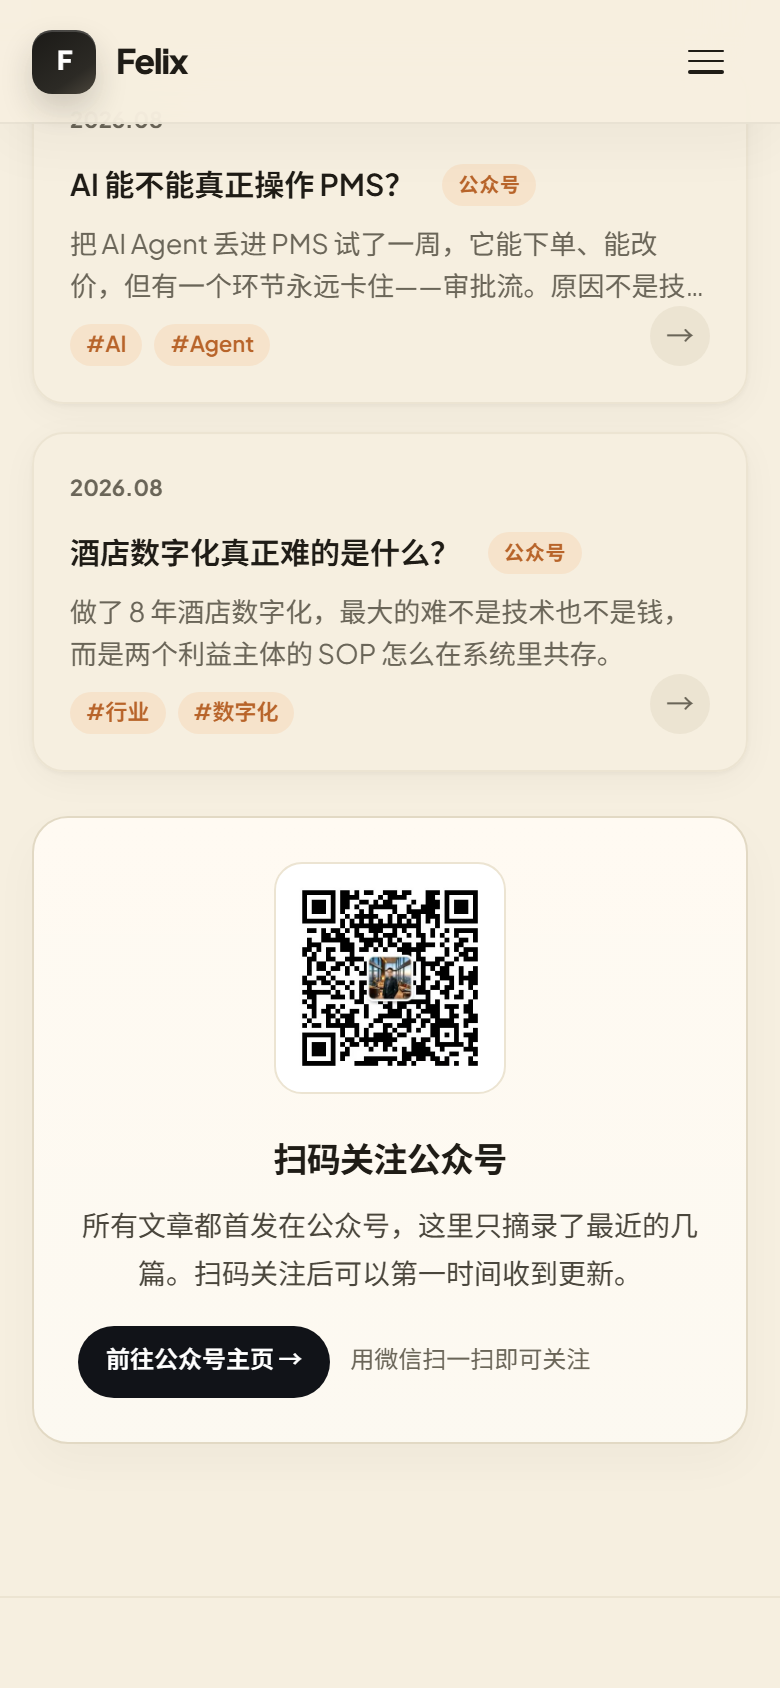 F Felix
2026.08
AI 能不能真正操作 PMS? 公众号
把 AI Agent 丢进 PMS 试了一周，它能下单、能改
价，但有一个环节永远卡住——审批流。原因不是技...
#AI #Agent →
2026.08
酒店数字化真正难的是什么? 公众号
做了 8 年酒店数字化，最大的难不是技术也不是钱，
而是两个利益主体的 SOP 怎么在系统里共存。
#行业 #数字化 →
扫码关注公众号
所有文章都首发在公众号，这里只摘录了最近的几
篇。扫码关注后可以第一时间收到更新。
前往公众号主页 → 用微信扫一扫即可关注